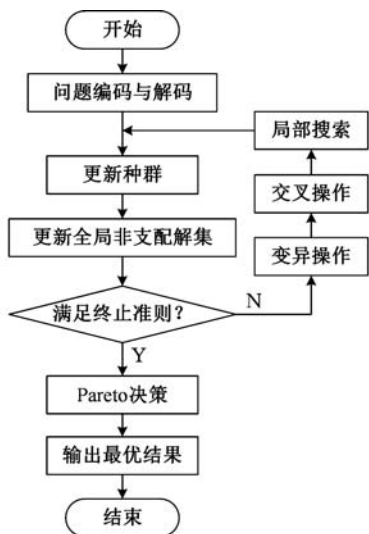 开始
问题编码与解码
局部搜索
更新种群
交叉操作
更新全局非支配解集
变异操作
满足终止准则?
N
Y
Pareto决策
输出最优结果
结束